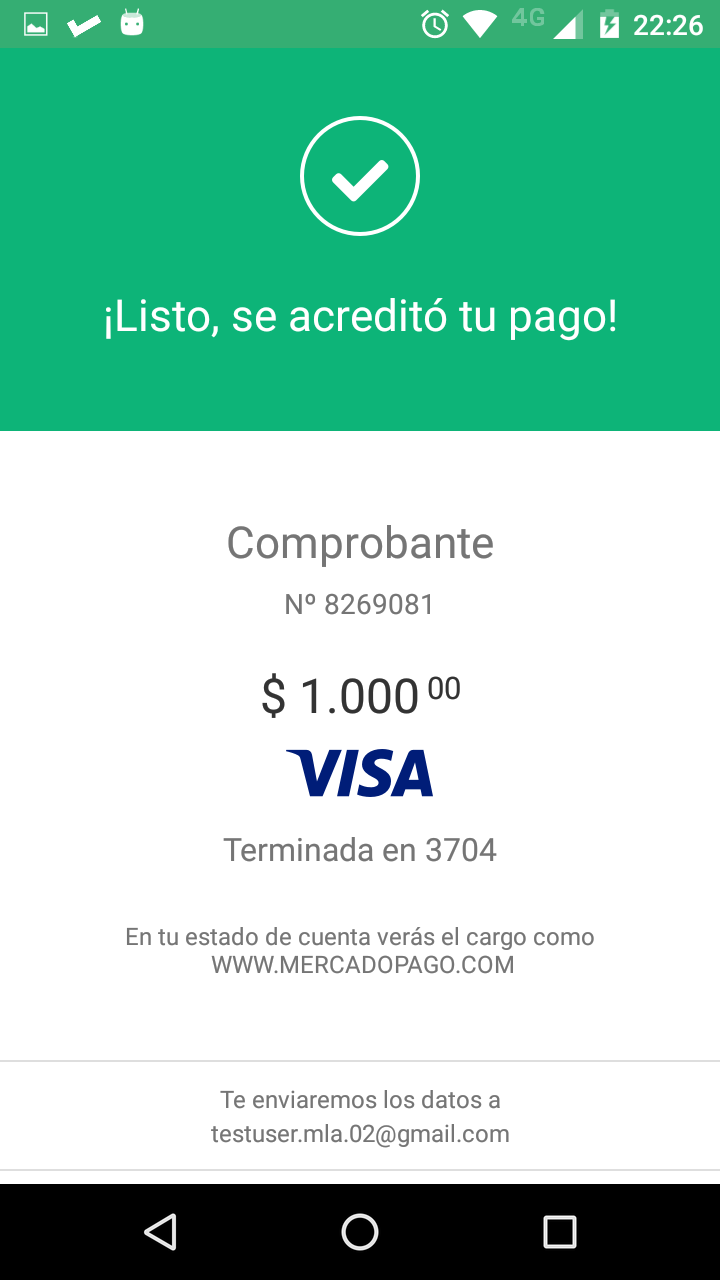 4G 22:26
¡Listo, se acreditó tu pago!
Comprobante
Nº 8269081
$ 1.000 00
VISA
Terminada en 3704
En tu estado de cuenta verás el cargo como
WWW.MERCADOPAGO.COM
Te enviaremos los datos a
testuser.mla.02@gmail.com